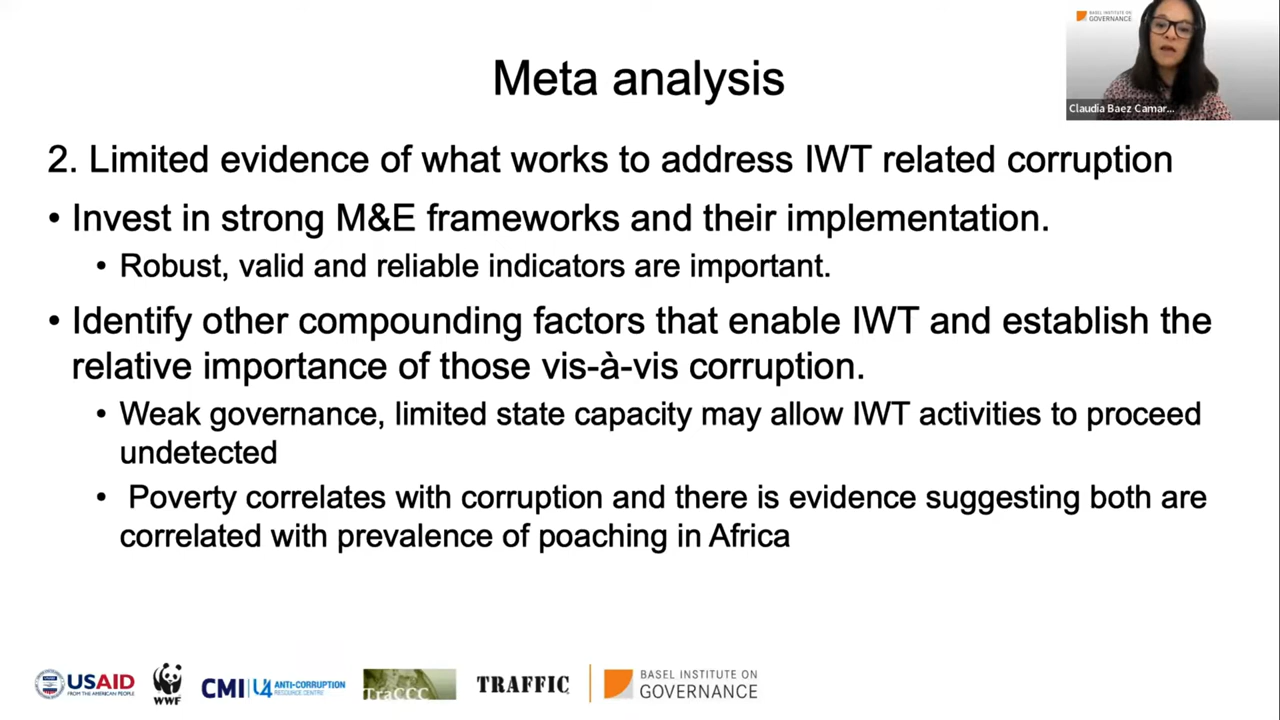 BASEL INSTITUTE ON
GOVERNANCE
Claudia Baez Camar...
Meta analysis
2. Limited evidence of what works to address IWT related corruption
• Invest in strong M&E frameworks and their implementation.
• Robust, valid and reliable indicators are important.
• Identify other compounding factors that enable IWT and establish the
relative importance of those vis-à-vis corruption.
• Weak governance, limited state capacity may allow IWT activities to proceed
undetected
• Poverty correlates with corruption and there is evidence suggesting both are
correlated with prevalence of poaching in Africa
USAID
FROM THE AMERICAN PEOPLE
WWF
CMI U4 ANTI-CORRUPTION
RESOURCE CENTRE
TraCCC
TRAFFIC
BASEL INSTITUTE ON
GOVERNANCE